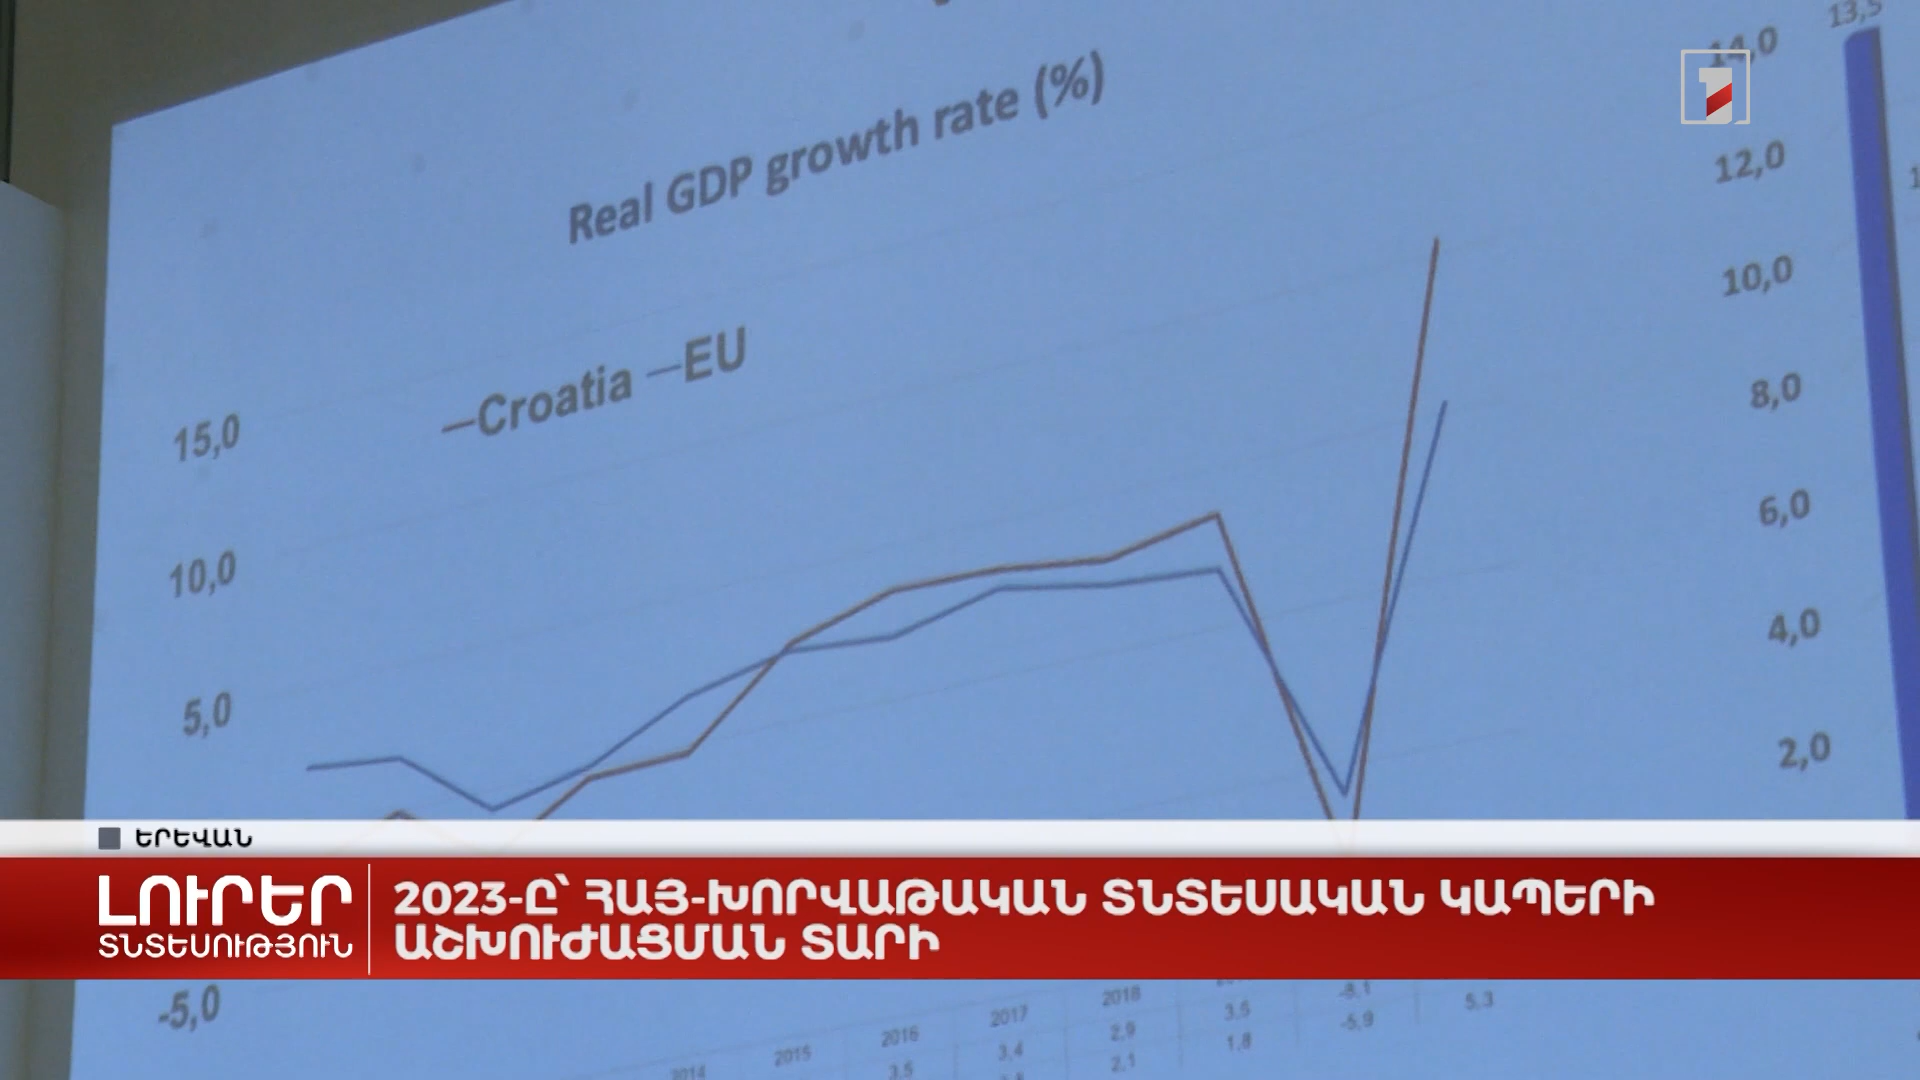 Real GDP growth rate (%)
Croatia EU
15,0
10,0
5,0
-5,0
13,5
14,0
12,0
10,0
8,0
6,0
4,0
2,0
2014 2015 2016 2017 2018
3,5 3,4 2,9 3,5 5,3
2,1 1,8 -5,9
1
ԵՐԵՎԱՆ
ԼՈՒՐԵՐ
ՏՆՏԵՍՈՒԹՅՈՒՆ
2023-Ը՝ ՀԱՅ-ԽՈՐՎԱԹԱԿԱՆ ՏՆՏԵՍԱԿԱՆ ԿԱՊԵՐԻ
ԱՇԽՈՒԺԱՑՄԱՆ ՏԱՐԻ